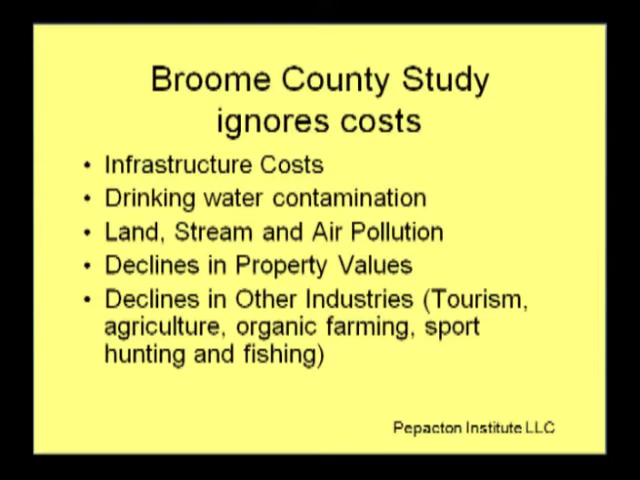 Broome County Study
ignores costs
• Infrastructure Costs
• Drinking water contamination
• Land, Stream and Air Pollution
• Declines in Property Values
• Declines in Other Industries (Tourism,
agriculture, organic farming, sport
hunting and fishing)
Pepacton Institute LLC